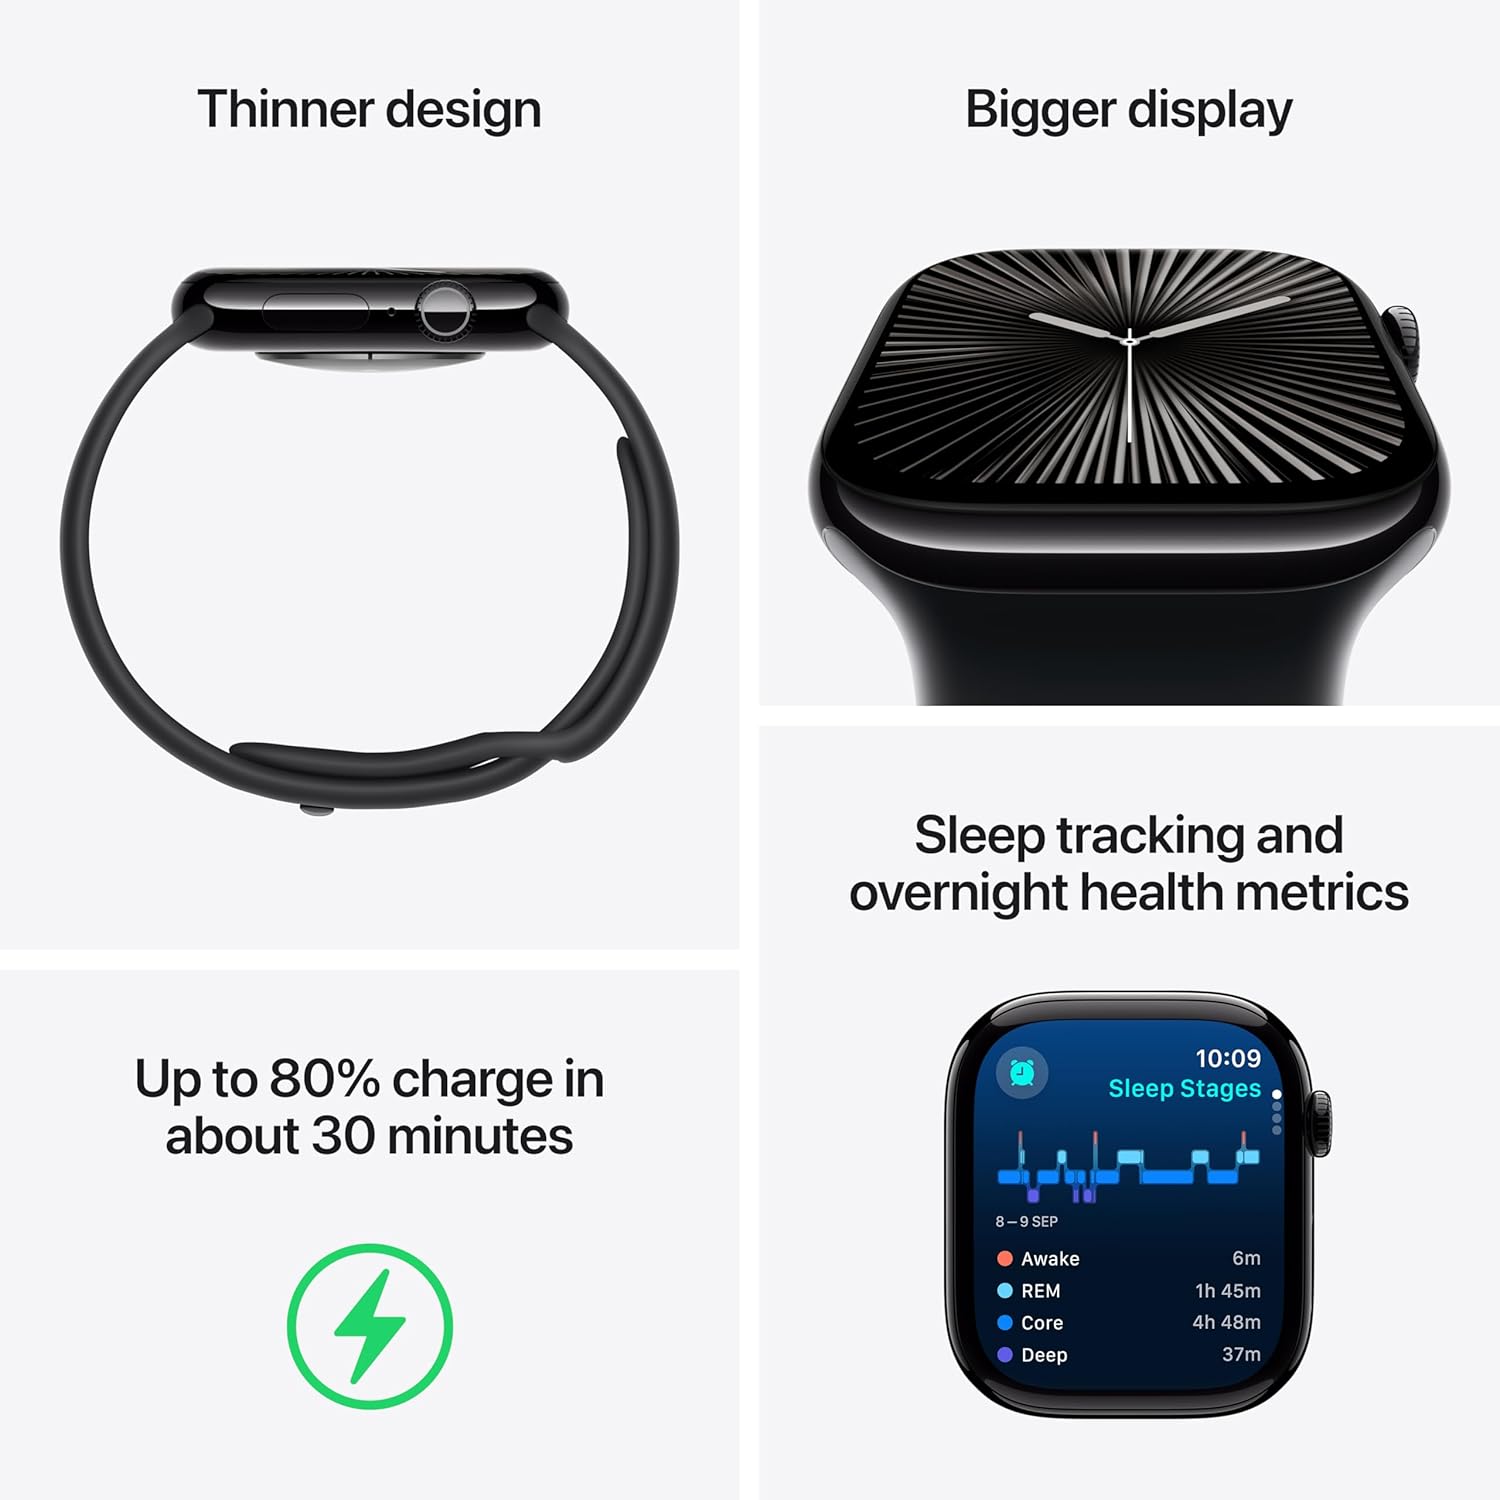 Thinner design
Bigger display
Sleep tracking and
overnight health metrics
Up to 80% charge in
about 30 minutes
10:09
Sleep Stages
8–9 SEP
Awake 6m
REM 1h 45m
Core 4h 48m
Deep 37m